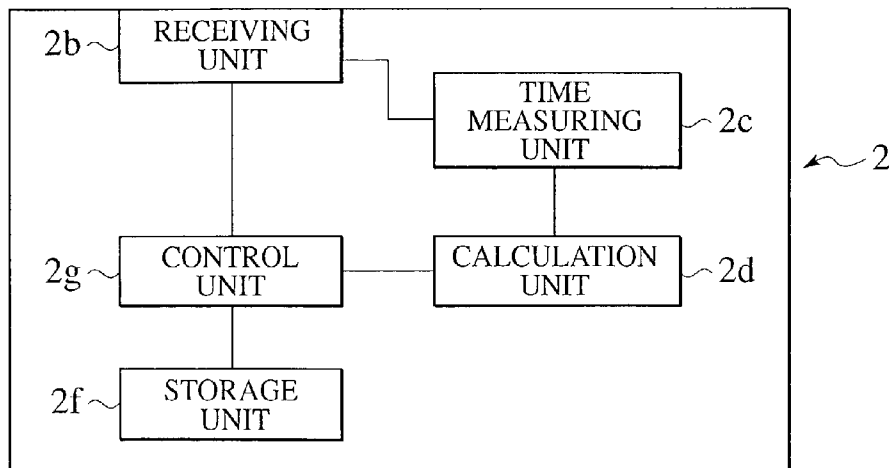 2b
RECEIVING
UNIT
TIME
MEASURING
UNIT
2c
2
2g
CONTROL
UNIT
CALCULATION
UNIT
2d
2f
STORAGE
UNIT